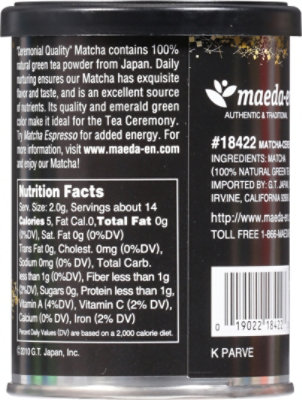 "Ceremonial Quality" Matcha contains 100%
natural green tea powder from Japan. Daily
nurturing ensures our Matcha has exquisite
flavor and taste, and is an excellent source
of nutrients. Its quality and emerald green
color make it ideal for the Tea Ceremony.
Try Matcha Espresso for added energy. For
more information, visit www.maeda-en.com
and enjoy our Matcha!
Nutrition Facts
Serv. Size: 2.0g, Servings about 14
Calories 5, Fat Cal.0,Total Fat 0g
(0%DV), Sat. Fat 0g (0%DV)
Trans Fat 0g, Cholest. 0mg (0%DV),
Sodium 0mg (0% DV), Total Carb.
less than 1g (0%DV), Fiber less than 1g
(3%DV), Sugars 0g, Protein less than 1g,
Vitamin A (4%DV), Vitamin C (2% DV),
Calcium (0% DV), Iron (2% DV)
Percent Daily Values (DV) are based on a 2,000 calorie diet.
© 2010 G.T. Japan, Inc.
maeda-en
AUTHENTIC & TRADITIONAL
#18422 MATCHA-CERE
INGREDIENTS: MATCHA
(100% NATURAL GREEN T
IMPORTED BY: G.T. JAPA
IRVINE, CALIFORNIA
http://www.maeda-en
TOLL FREE 1-866-MAED
0 19022 18422
K PARVE